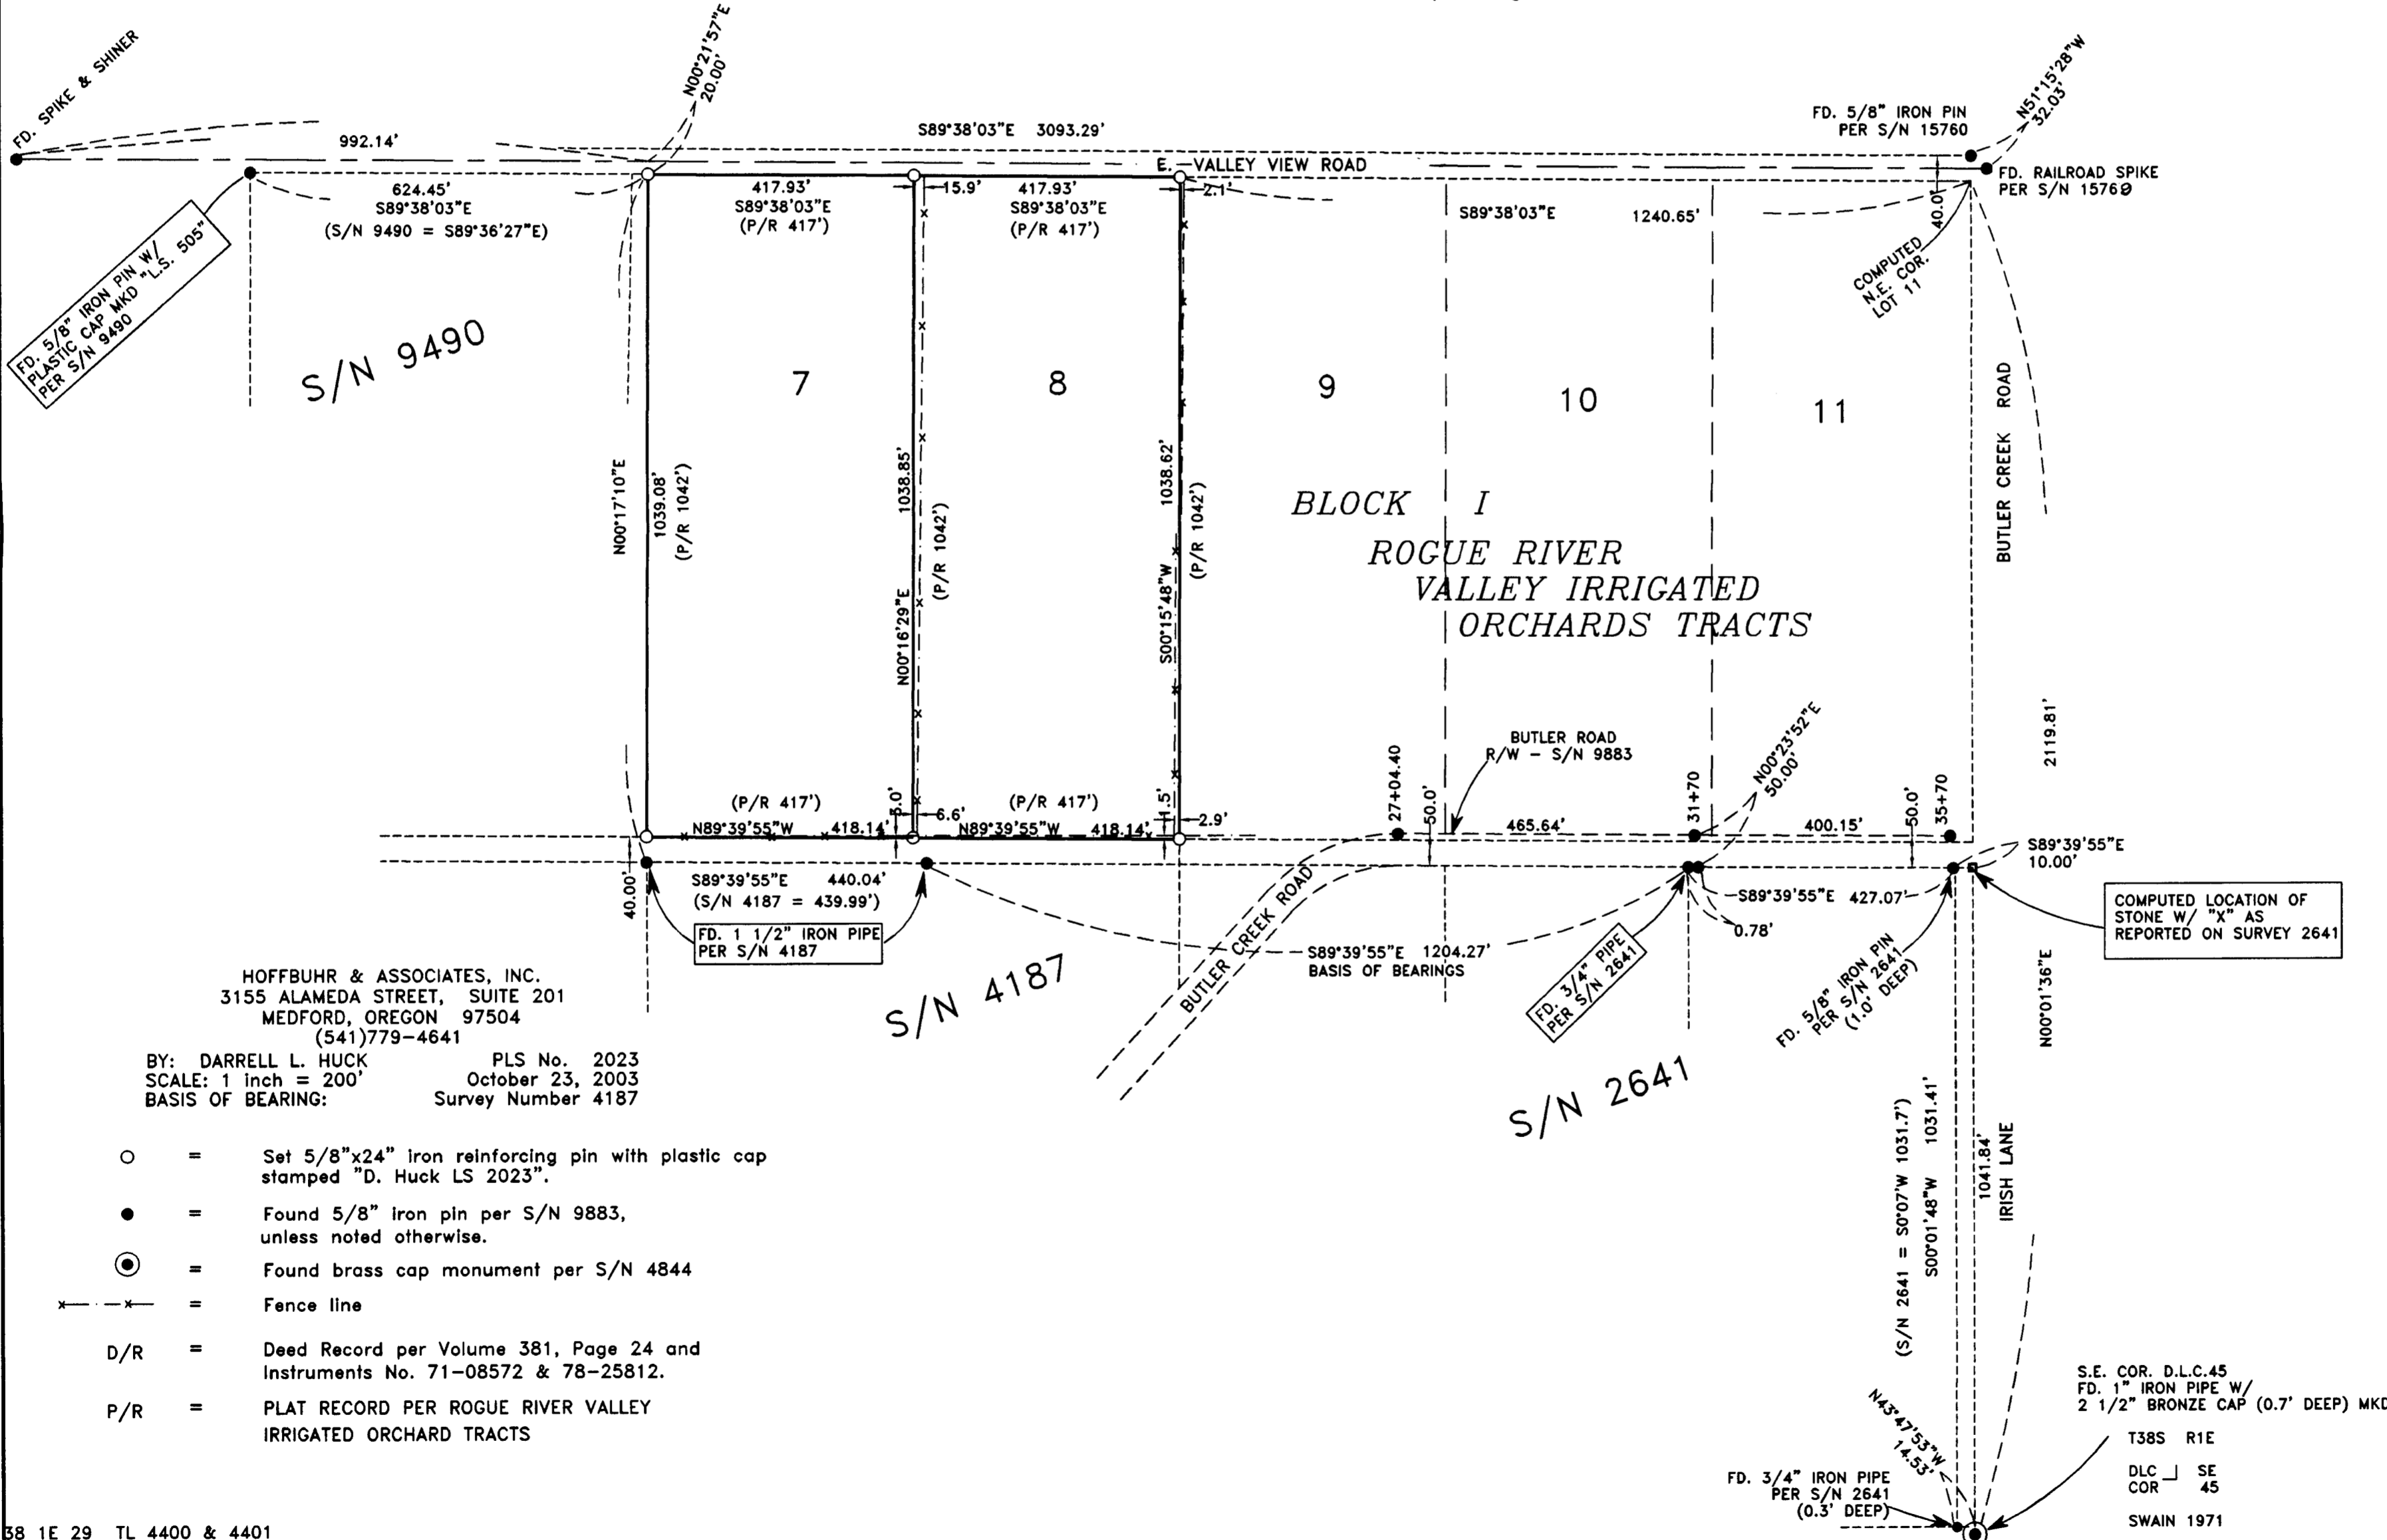 FD. SPIKE & SHINER
992.14'
N00°21'57"E
20.00'
S89°38'03"E 3093.29'
E. VALLEY VIEW ROAD
FD. 5/8" IRON PIN
PER S/N 15760
N51°15'28"W
32.03'
FD. RAILROAD SPIKE
PER S/N 15760
FD. 5/8" IRON PIN W/
PLASTIC CAP MKD "L.S. 505"
PER S/N 9490
624.45'
S89°38'03"E
(S/N 9490 = S89°36'27"E)
417.93'
S89°38'03"E
(P/R 417')
15.9'
417.93'
S89°38'03"E
(P/R 417')
2.1'
S89°38'03"E 1240.65'
40.0'
COMPUTED
N.E. COR.
LOT 11
S/N 9490
7
8
9
10
11
BUTLER CREEK ROAD
N00°17'10"E
1039.08'
(P/R 1042')
N00°16'29"E
1038.85'
(P/R 1042')
S00°15'48"W
1038.62'
(P/R 1042')
BLOCK I
ROGUE RIVER
VALLEY IRRIGATED
ORCHARDS TRACTS
2119.81'
BUTLER ROAD
R/W - S/N 9883
27+04.40
50.0'
31+70
N00°23'52"E
50.00'
50.0'
35+70
465.64'
400.15'
(P/R 417')
N89°39'55"W 418.14'
6.6'
(P/R 417')
N89°39'55"W 418.14'
2.9'
40.00'
S89°39'55"E 440.04'
(S/N 4187 = 439.99')
FD. 1 1/2" IRON PIPE
PER S/N 4187
S89°39'55"E
10.00'
S89°39'55"E 427.07'
0.78'
COMPUTED LOCATION OF
STONE W/ "X" AS
REPORTED ON SURVEY 2641
S89°39'55"E 1204.27'
BASIS OF BEARINGS
BUTLER CREEK ROAD
FD. 3/4" PIPE
PER S/N 2641
FD. 5/8" IRON PIN
PER S/N 2641
(1.0' DEEP)
S/N 4187
S/N 2641
N00°01'36"E
(S/N 2641 = S0°07'W 1031.7')
S00°01'48"W 1031.41'
1041.84'
IRISH LANE
HOFFBUHR & ASSOCIATES, INC.
3155 ALAMEDA STREET, SUITE 201
MEDFORD, OREGON 97504
(541)779-4641
BY: DARRELL L. HUCK PLS No. 2023
SCALE: 1 inch = 200' October 23, 2003
BASIS OF BEARING: Survey Number 4187
= Set 5/8"x24" iron reinforcing pin with plastic cap
stamped "D. Huck LS 2023".
= Found 5/8" iron pin per S/N 9883,
unless noted otherwise.
= Found brass cap monument per S/N 4844
= Fence line
D/R = Deed Record per Volume 381, Page 24 and
Instruments No. 71-08572 & 78-25812.
P/R = PLAT RECORD PER ROGUE RIVER VALLEY
IRRIGATED ORCHARD TRACTS
N43°47'53"W
14.53'
FD. 3/4" IRON PIPE
PER S/N 2641
(0.3' DEEP)
S.E. COR. D.L.C.45
FD. 1" IRON PIPE W/
2 1/2" BRONZE CAP (0.7' DEEP) MKD
T38S R1E
DLC SE
COR 45
SWAIN 1971
38 1E 29 TL 4400 & 4401